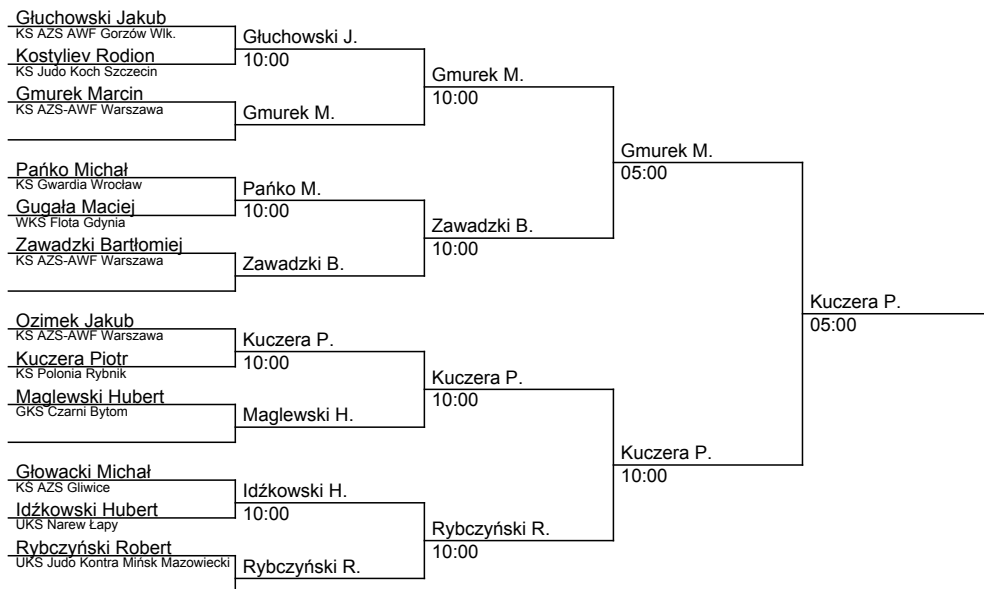 Głuchowski Jakub
KS AZS AWF Gorzów Wlk.
Kostyliev Rodion
KS Judo Koch Szczecin
Gmurek Marcin
KS AZS-AWF Warszawa
Pańko Michał
KS Gwardia Wrocław
Gugała Maciej
WKS Flota Gdynia
Zawadzki Bartłomiej
KS AZS-AWF Warszawa
Ozimek Jakub
KS AZS-AWF Warszawa
Kuczera Piotr
KS Polonia Rybnik
Maglewski Hubert
GKS Czarni Bytom
Głowacki Michał
KS AZS Gliwice
Idźkowski Hubert
UKS Narew Łapy
Rybczyński Robert
UKS Judo Kontra Mińsk Mazowiecki
Głuchowski J.
10:00
Gmurek M.
Pańko M.
10:00
Zawadzki B.
Kuczera P.
10:00
Maglewski H.
Idźkowski H.
10:00
Rybczyński R.
Gmurek M.
10:00
Zawadzki B.
10:00
Kuczera P.
10:00
Rybczyński R.
10:00
Gmurek M.
05:00
Kuczera P.
10:00
Kuczera P.
05:00